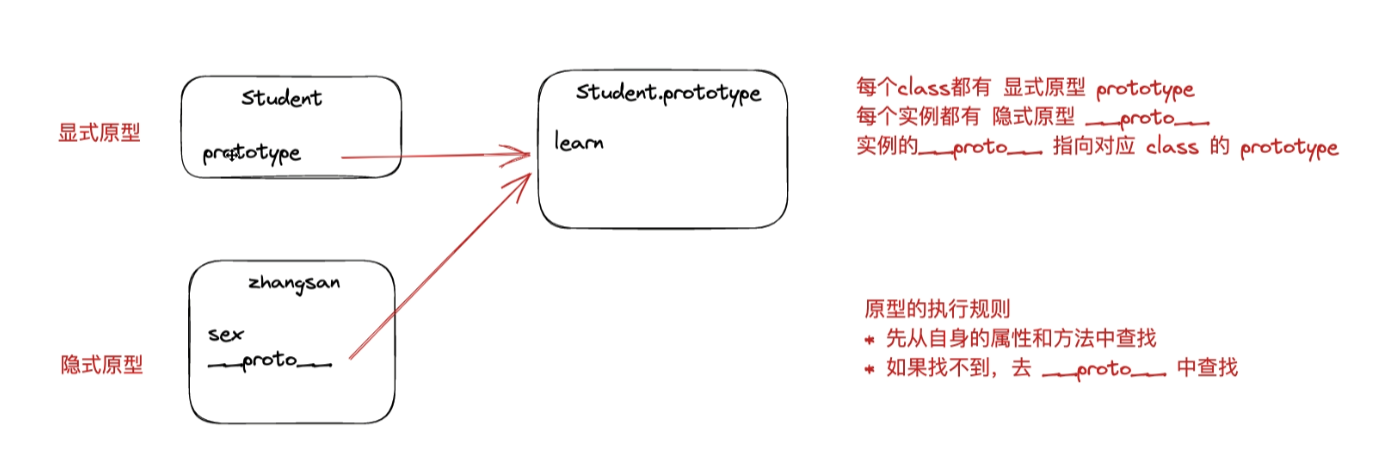 显式原型
Student
prototype
Student.prototype
learn
每个class都有 显式原型 prototype
每个实例都有 隐式原型 __proto__
实例的__proto__ 指向对应 class 的 prototype
隐式原型
zhangsan
sex
__proto__
原型的执行规则
* 先从自身的属性和方法中查找
* 如果找不到，去 __proto__ 中查找